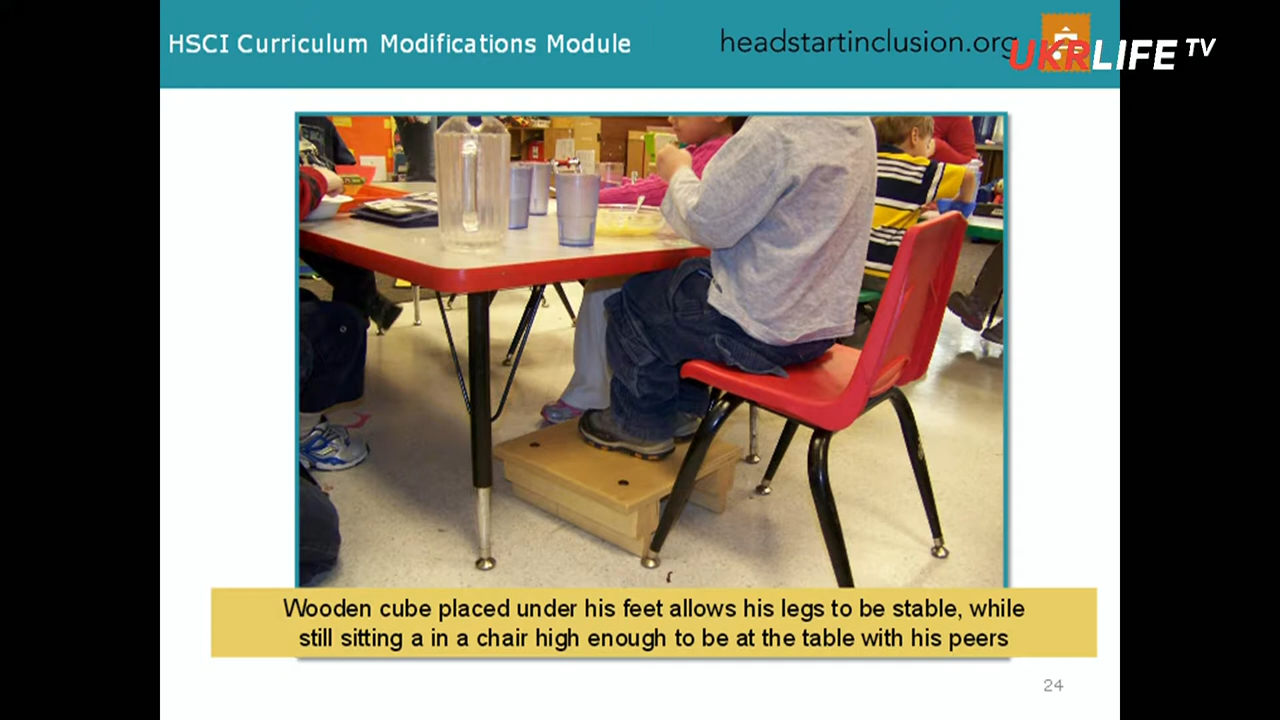 HSCI Curriculum Modifications Module
headstartinclusion.org
UKRLIFE TV
Wooden cube placed under his feet allows his legs to be stable, while
still sitting a in a chair high enough to be at the table with his peers
24